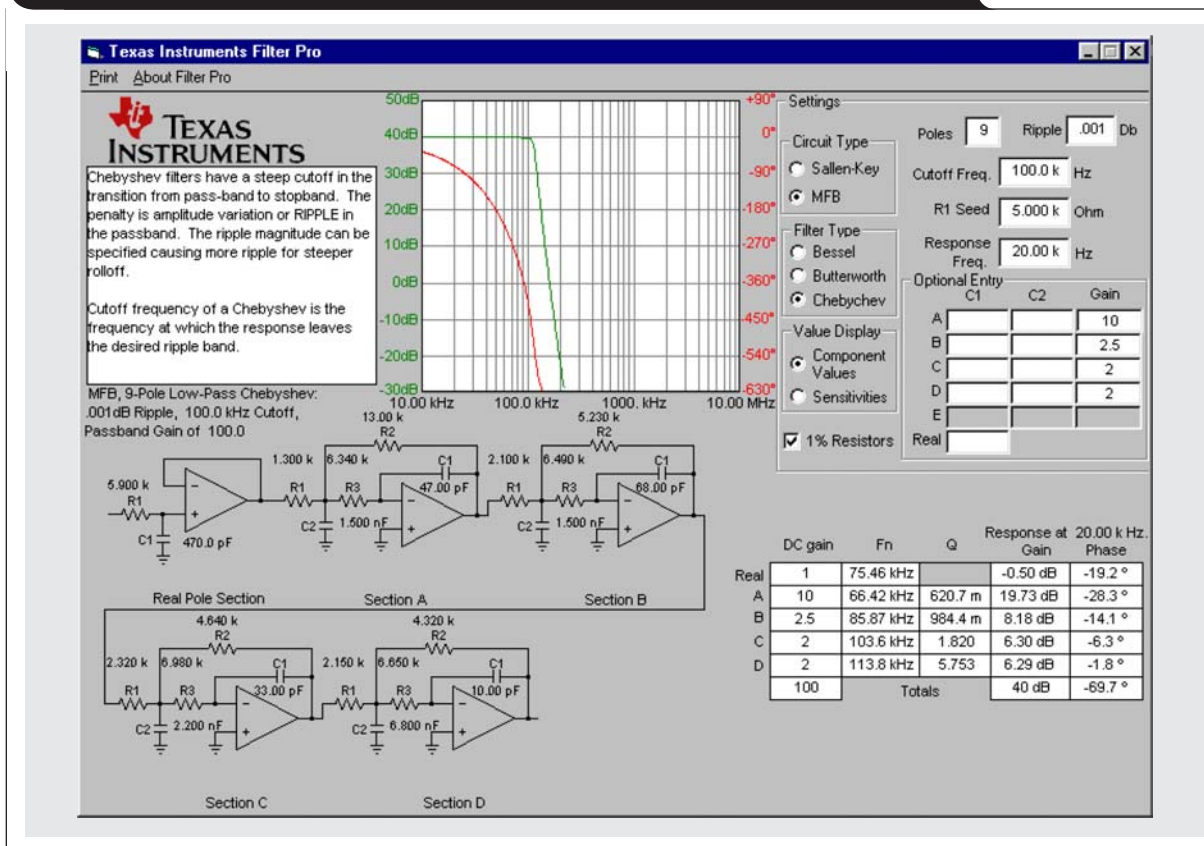 Texas Instruments Filter Pro
Print About Filter Pro
TEXAS
INSTRUMENTS
Chebyshev filters have a steep cutoff in the
transition from pass-band to stopband. The
penalty is amplitude variation or RIPPLE in
the passband. The ripple magnitude can be
specified causing more ripple for steeper
rolloff.
Cutoff frequency of a Chebyshev is the
frequency at which the response leaves
the desired ripple band.
MFB, 9-Pole Low-Pass Chebyshev:
.001dB Ripple, 100.0 kHz Cutoff,
Passband Gain of 100.0
50dB
40dB
30dB
20dB
10dB
0dB
-10dB
-20dB
-30dB
+90°
0°
-90°
-180°
-270°
-360°
-450°
-540°
-630°
10.00 kHz 100.0 kHz 1000. kHz 10.00 MHz
Settings
Circuit Type
Sallen-Key
MFB
Filter Type
Bessel
Butterworth
Chebychev
Value Display
Component
Values
Sensitivities
1% Resistors
Poles 9 Ripple .001 Db
Cutoff Freq. 100.0 k Hz
R1 Seed 5.000 k Ohm
Response
Freq. 20.00 k Hz
Optional Entry
C1 C2 Gain
A 10
B 2.5
C 2
D 2
E
Real
5.900 k
R1
C1
470.0 pF
Real Pole Section
13.00 k
R2
1.300 k 6.340 k C1
R1 R3 47.00 pF
C2 1.500 nF
Section A
5.230 k
R2
2.100 k 6.490 k C1
R1 R3 68.00 pF
C2 1.500 nF
Section B
4.640 k
R2
2.320 k 6.980 k C1
R1 R3 33.00 pF
C2 2.200 nF
Section C
4.320 k
R2
2.150 k 6.650 k C1
R1 R3 10.00 pF
C2 6.800 nF
Section D
Response at 20.00 k Hz.
DC gain Fn Q Gain Phase
Real 1 75.46 kHz -0.50 dB -19.2 °
A 10 66.42 kHz 620.7 m 19.73 dB -28.3 °
B 2.5 85.87 kHz 984.4 m 8.18 dB -14.1 °
C 2 103.6 kHz 1.820 6.30 dB -6.3 °
D 2 113.8 kHz 5.753 6.29 dB -1.8 °
100 Totals 40 dB -69.7 °